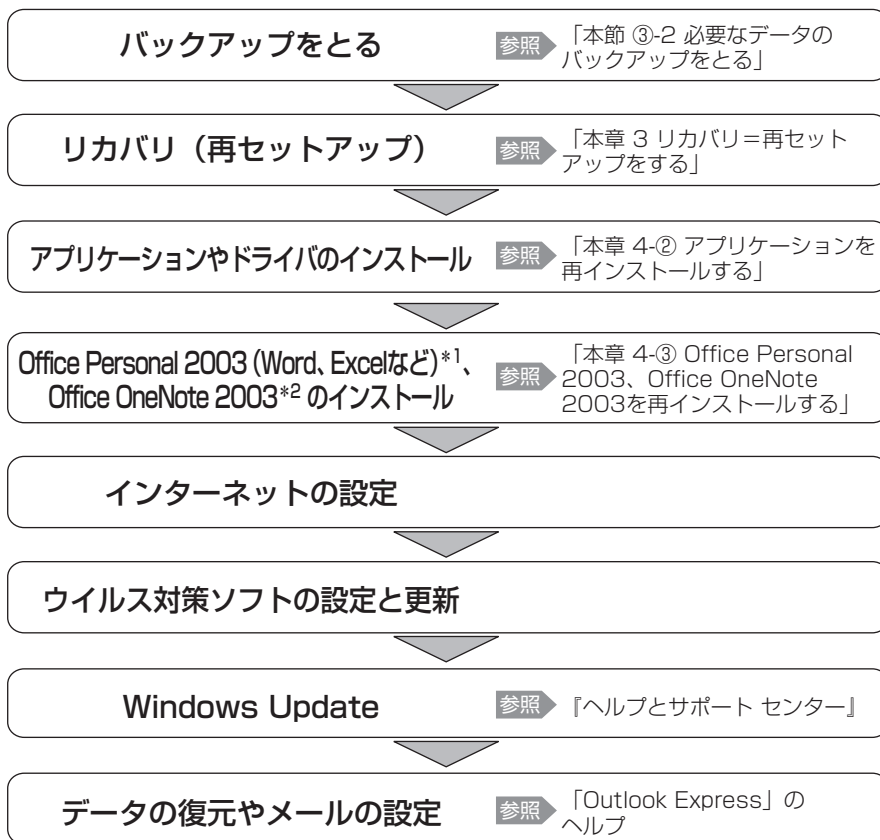 バックアップをとる
参照 「本節 ③-2 必要なデータの
バックアップをとる」
リカバリ（再セットアップ）
参照 「本章 3 リカバリ＝再セット
アップをする」
アプリケーションやドライバのインストール
参照 「本章 4-② アプリケーションを
再インストールする」
Office Personal 2003（Word、Excelなど）*1、
Office OneNote 2003*2 のインストール
参照 「本章 4-③ Office Personal
2003、Office OneNote
2003を再インストールする」
インターネットの設定
ウイルス対策ソフトの設定と更新
Windows Update
参照 『ヘルプとサポート センター』
データの復元やメールの設定
参照 「Outlook Express」の
ヘルプ